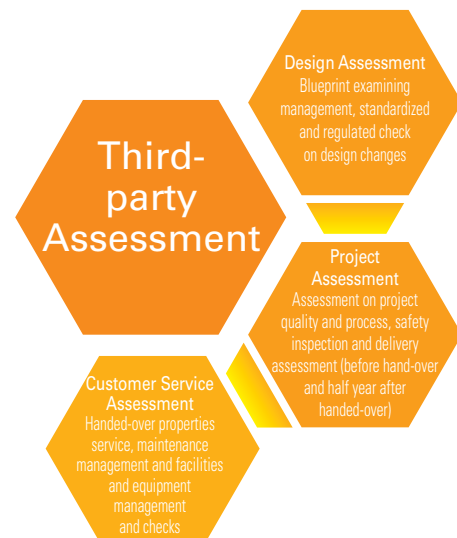 Third-
party
Assessment
Design Assessment
Blueprint examining
management, standardized
and regulated check
on design changes
Project
Assessment
Assessment on project
quality and process, safety
inspection and delivery
assessment (before hand-over
and half year after
handed-over)
Customer Service
Assessment
Handed-over properties
service, maintenance
management and facilities
and equipment
management
and checks